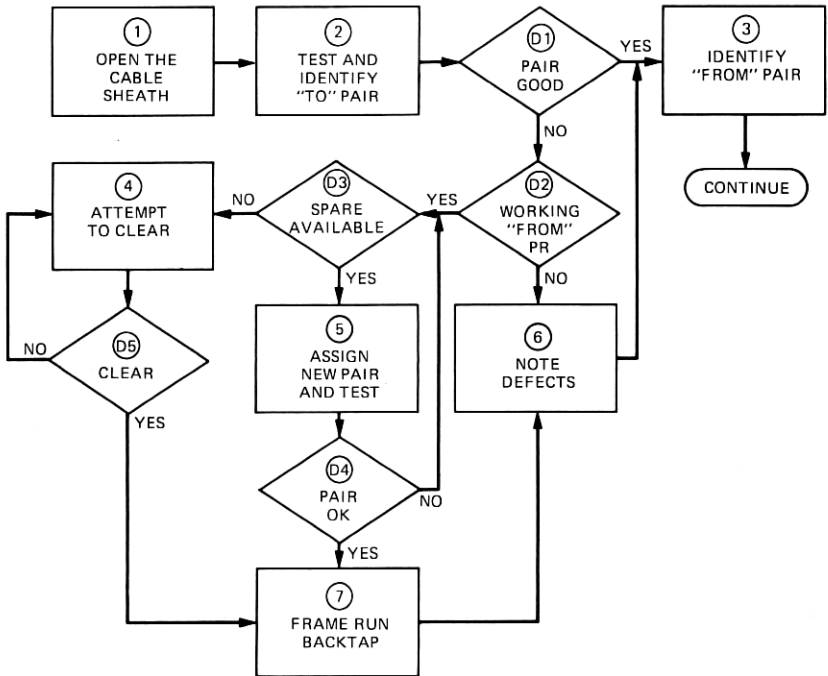 1
OPEN THE
CABLE
SHEATH
2
TEST AND
IDENTIFY
"TO" PAIR
D1
PAIR
GOOD
YES
NO
3
IDENTIFY
"FROM" PAIR
CONTINUE
4
ATTEMPT
TO CLEAR
NO
D3
SPARE
AVAILABLE
YES
YES
D2
WORKING
"FROM"
PR
NO
D5
CLEAR
NO
YES
5
ASSIGN
NEW PAIR
AND TEST
6
NOTE
DEFECTS
D4
PAIR
OK
NO
YES
7
FRAME RUN
BACKTAP